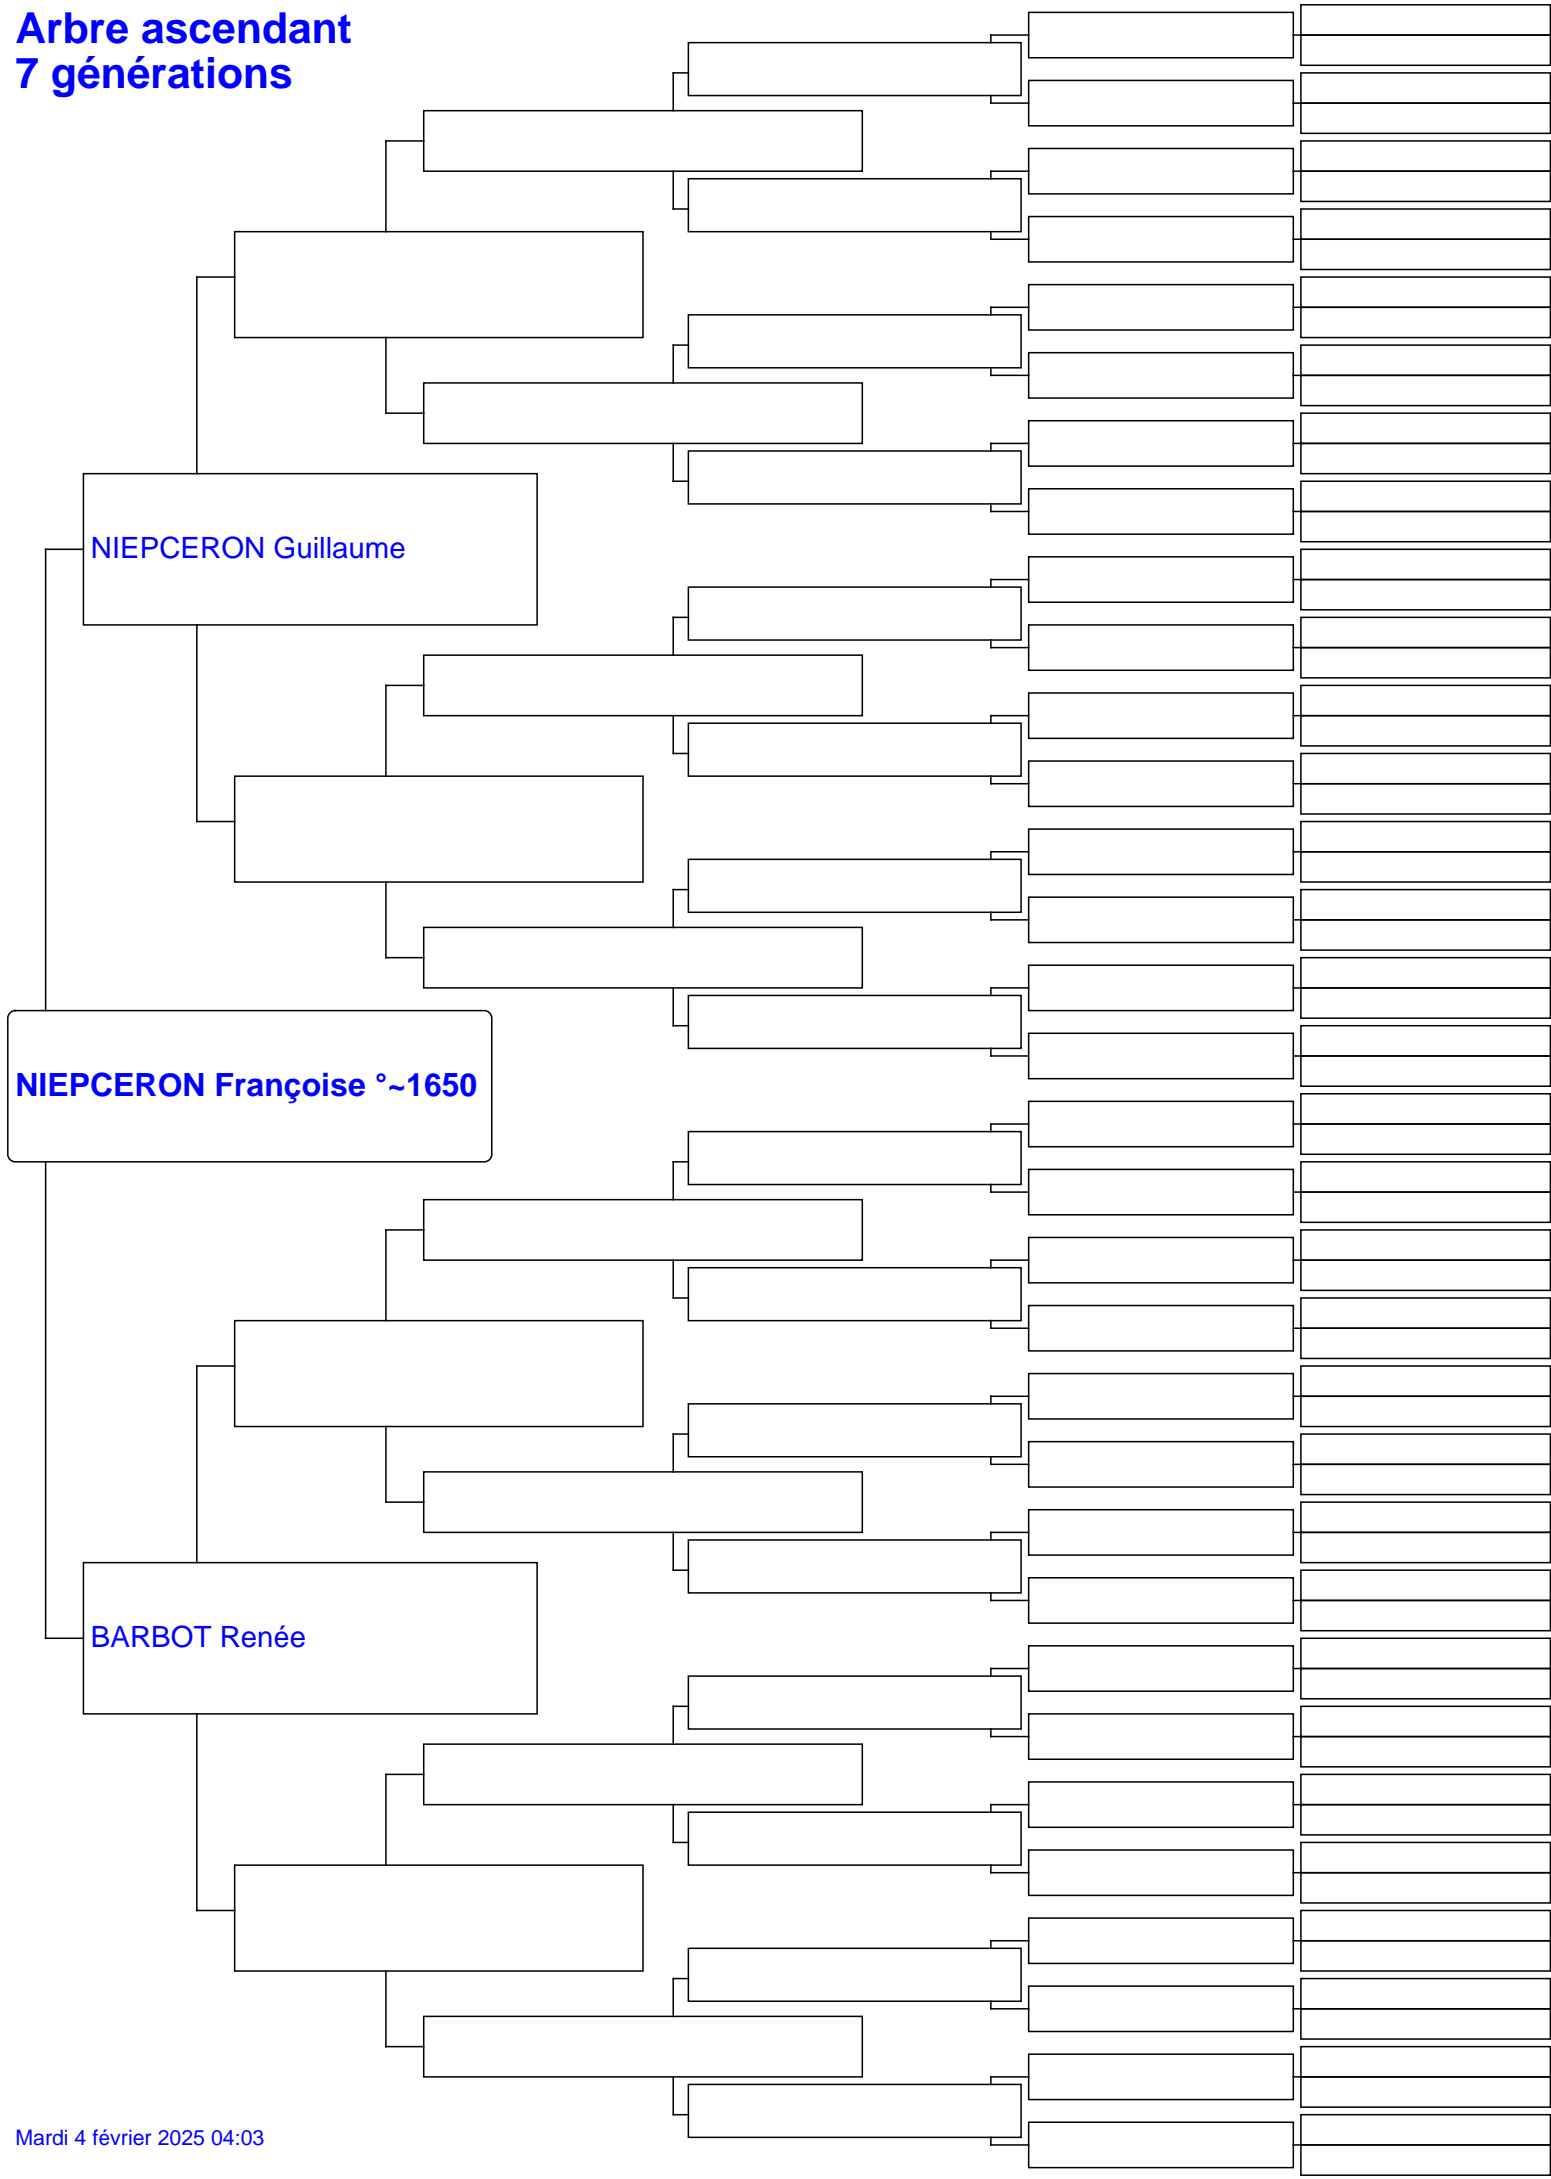 Arbre ascendant
7 générations
NIEPCERON Guillaume
NIEPCERON Françoise °~1650
BARBOT Renée
Mardi 4 février 2025 04:03